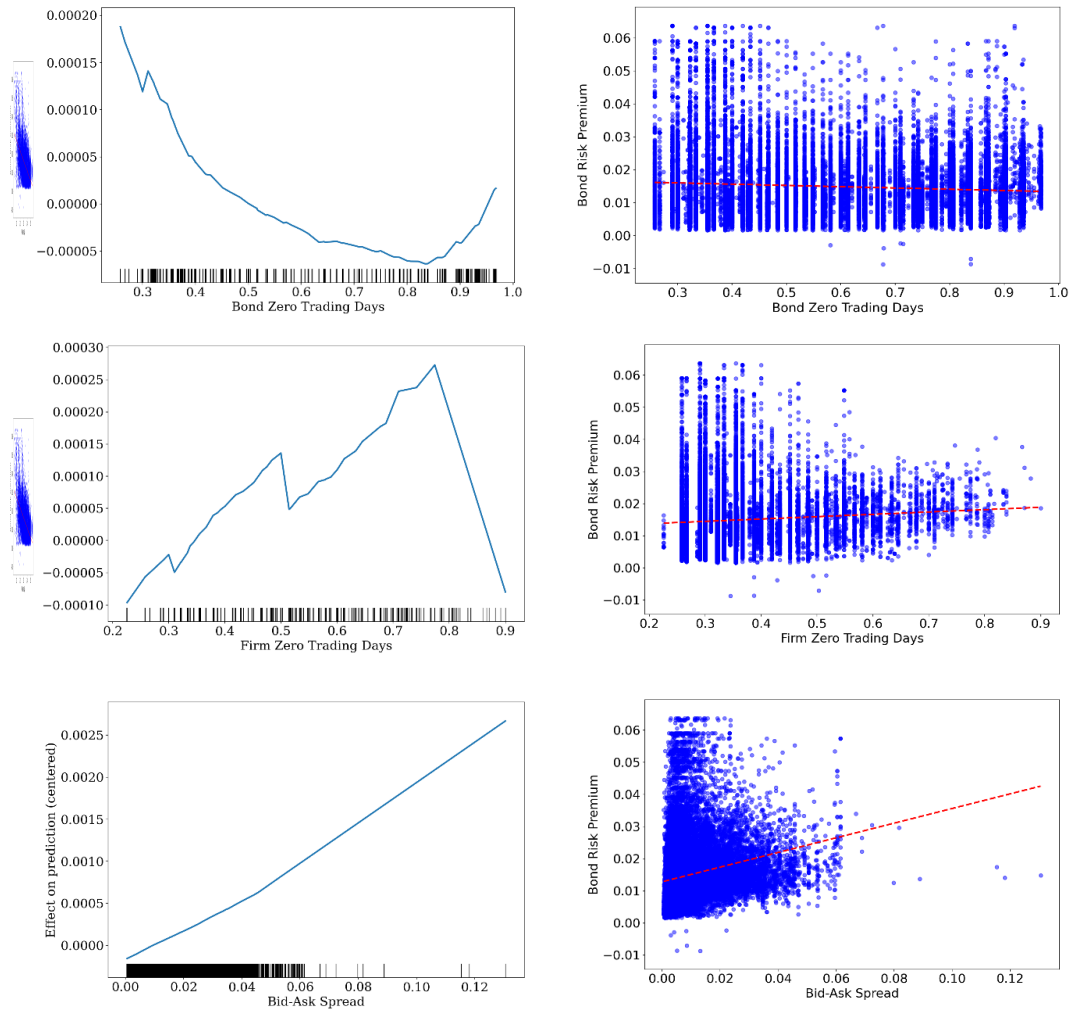 0.00020
0.00015
0.00010
0.00005
0.00000
−0.00005
0.3 0.4 0.5 0.6 0.7 0.8 0.9 1.0
Bond Zero Trading Days
0.06
0.05
0.04
0.03
0.02
0.01
0.00
−0.01
Bond Risk Premium
0.3 0.4 0.5 0.6 0.7 0.8 0.9 1.0
Bond Zero Trading Days
0.00030
0.00025
0.00020
0.00015
0.00010
0.00005
0.00000
−0.00005
−0.00010
0.2 0.3 0.4 0.5 0.6 0.7 0.8 0.9
Firm Zero Trading Days
0.06
0.05
0.04
0.03
0.02
0.01
0.00
−0.01
Bond Risk Premium
0.2 0.3 0.4 0.5 0.6 0.7 0.8 0.9
Firm Zero Trading Days
Effect on prediction (centered)
0.0025
0.0020
0.0015
0.0010
0.0005
0.0000
0.00 0.02 0.04 0.06 0.08 0.10 0.12
Bid-Ask Spread
0.06
0.05
0.04
0.03
0.02
0.01
0.00
−0.01
Bond Risk Premium
0.00 0.02 0.04 0.06 0.08 0.10 0.12
Bid-Ask Spread